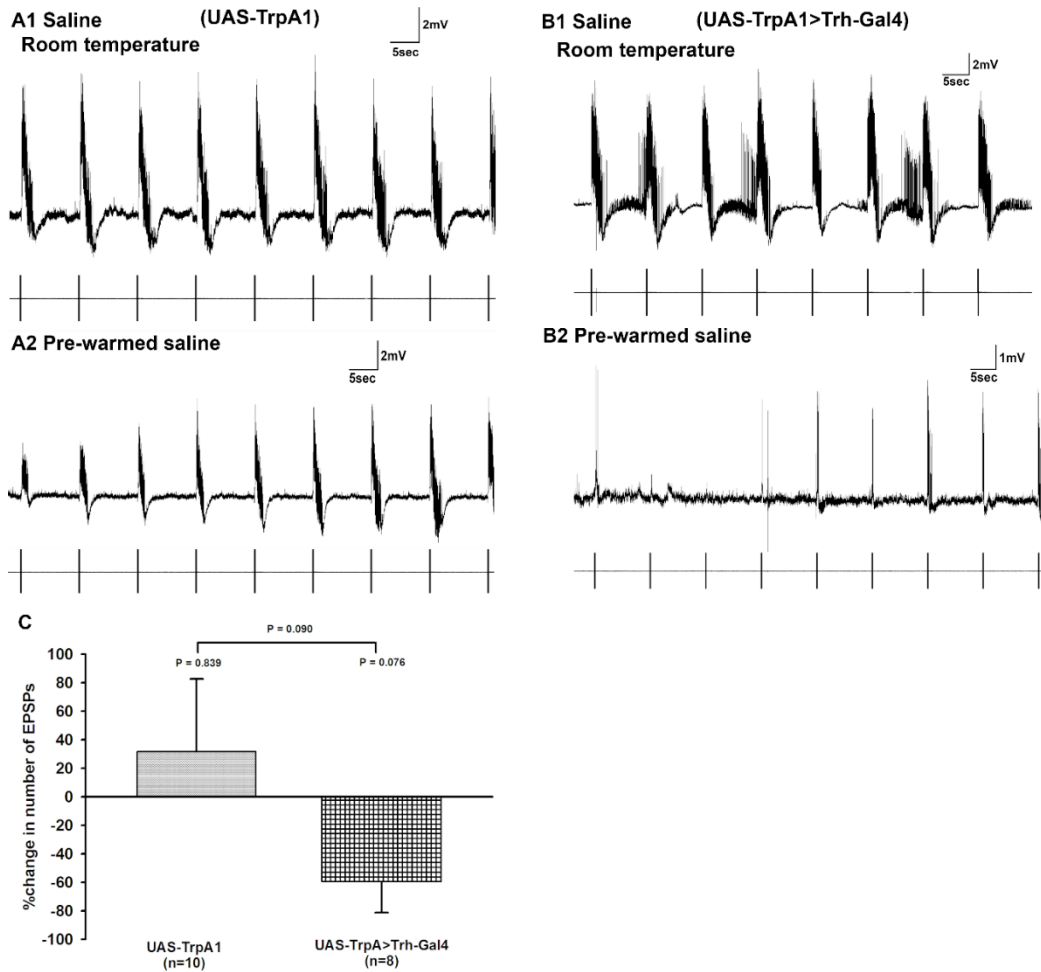 A1 Saline (UAS-TrpA1)
Room temperature
2mV
5sec
B1 Saline (UAS-TrpA1>Trh-Gal4)
Room temperature
2mV
5sec
A2 Pre-warmed saline
2mV
5sec
B2 Pre-warmed saline
1mV
5sec
C
P = 0.090
P = 0.839
P = 0.076
%change in number of EPSPs
100
80
60
40
20
0
-20
-40
-60
-80
-100
UAS-TrpA1
(n=10)
UAS-TrpA>Trh-Gal4
(n=8)